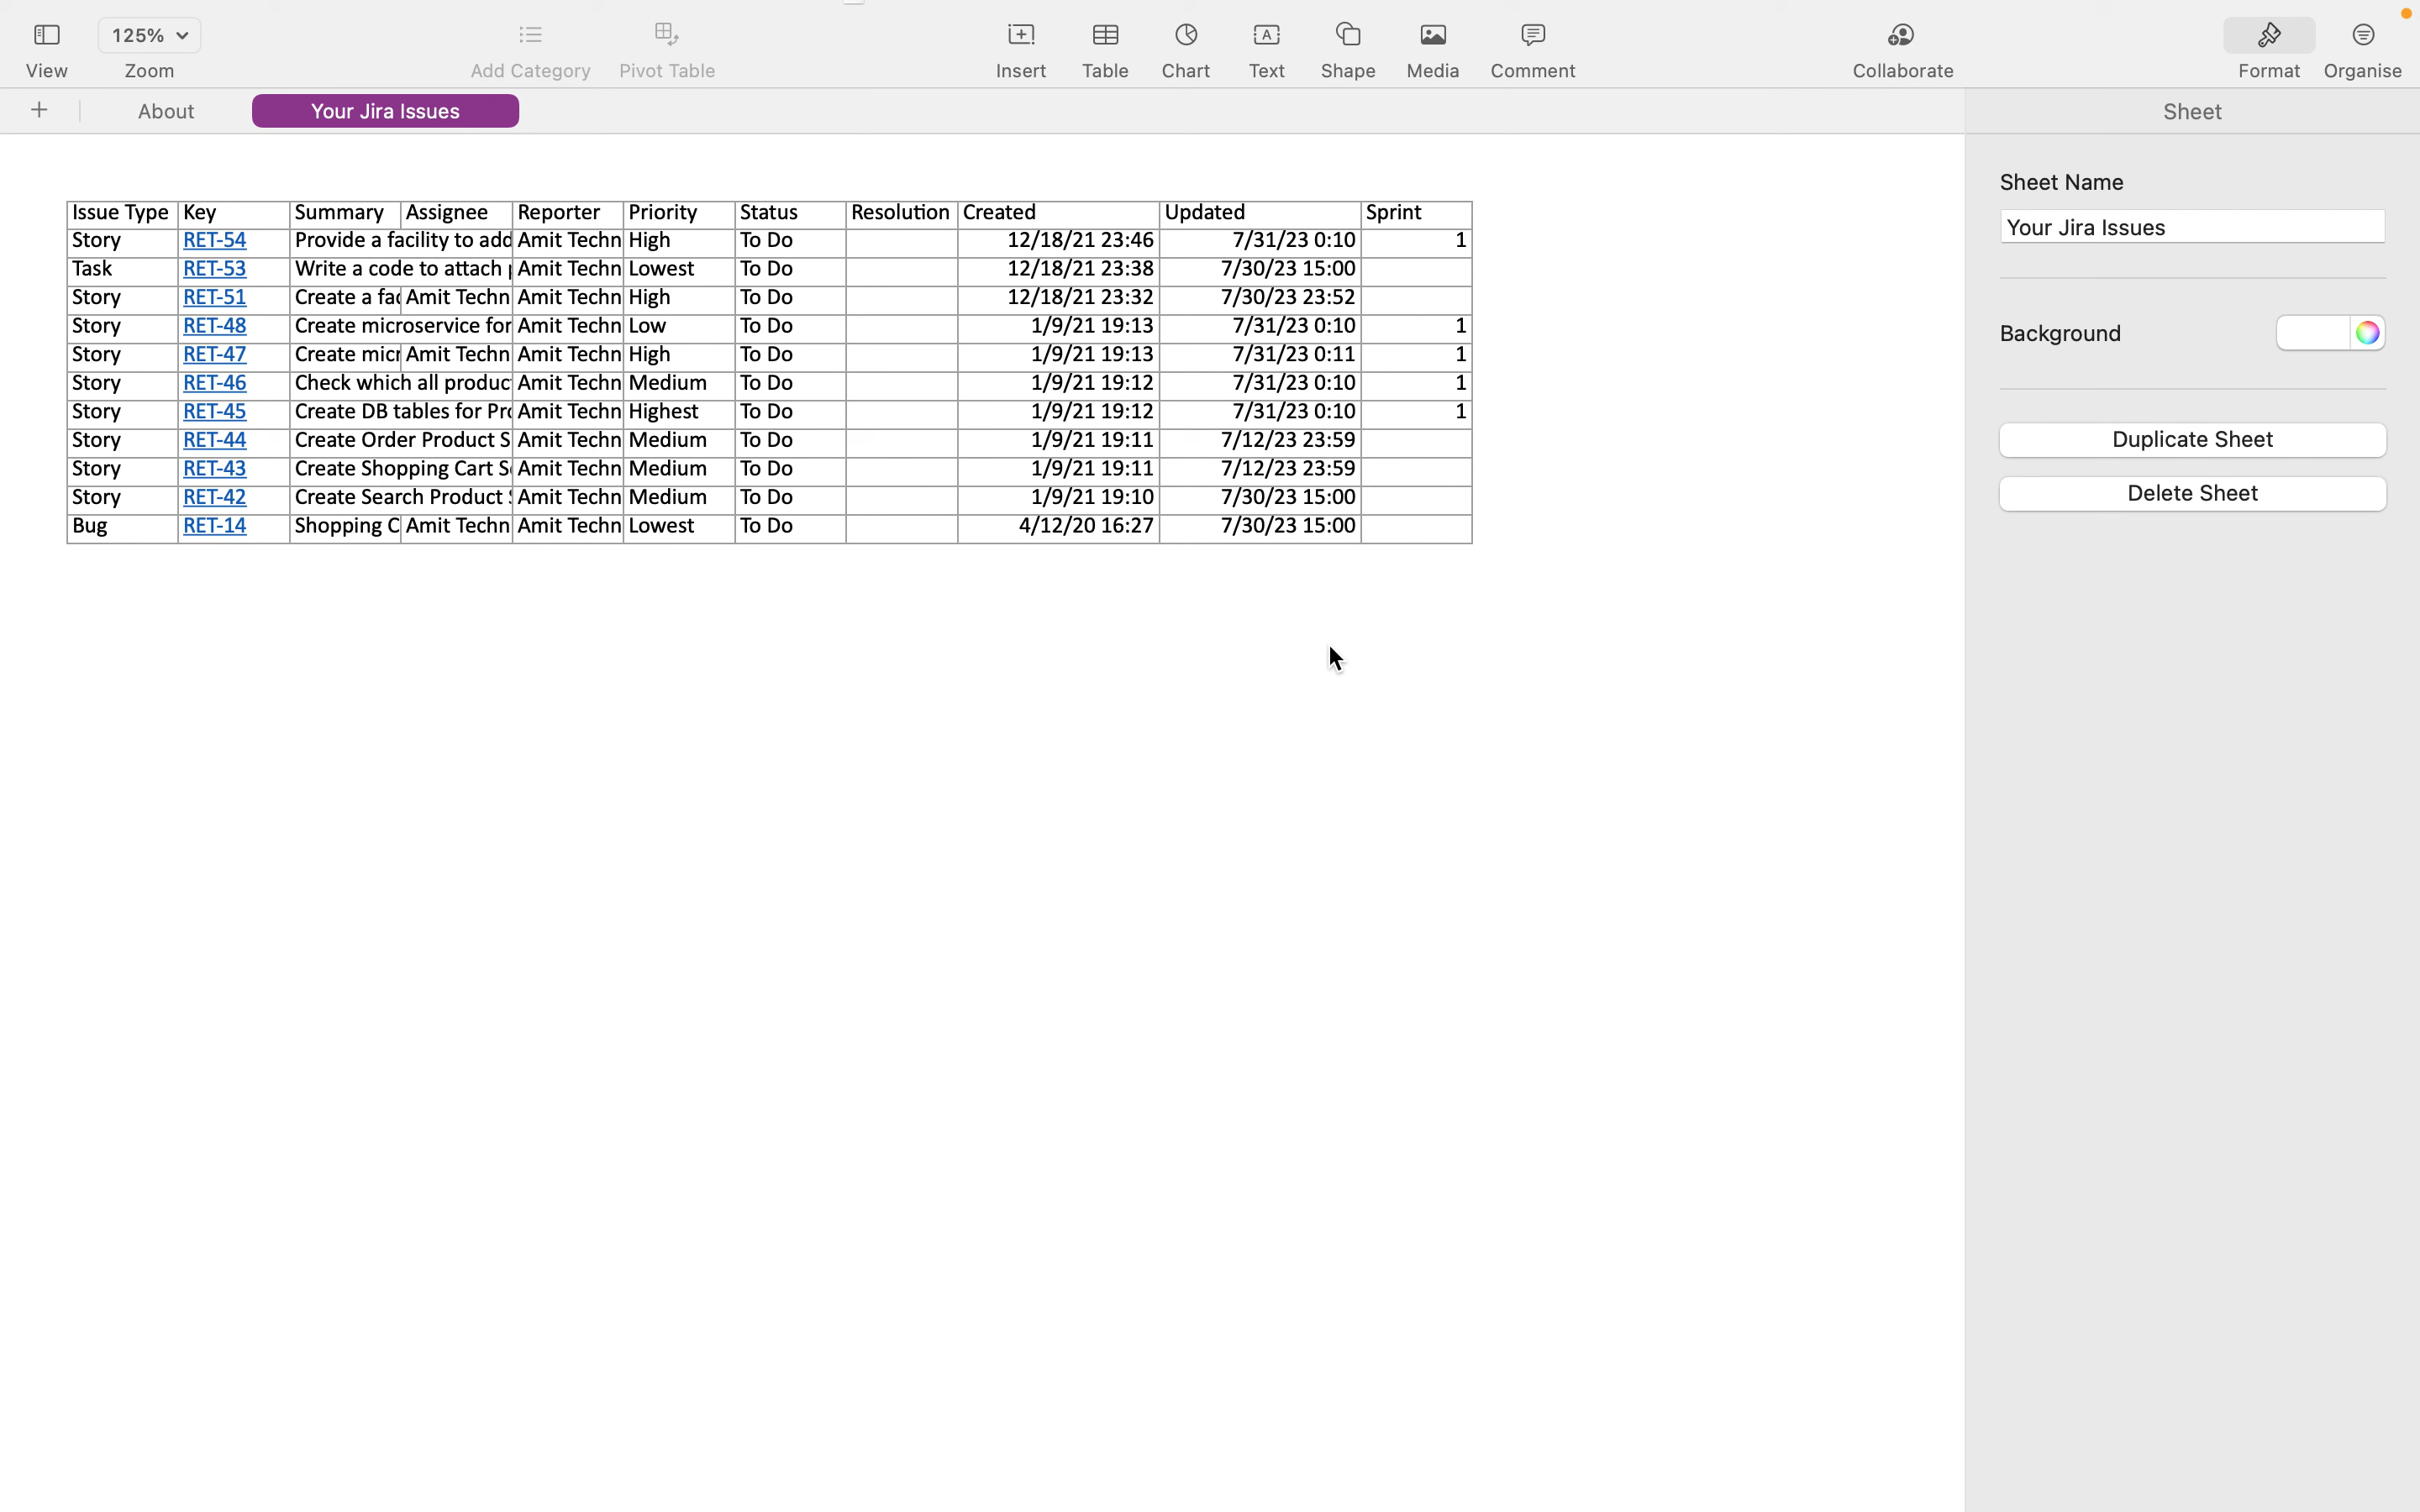 125%
View Zoom Add Category Pivot Table Insert Table Chart Text Shape Media Comment Collaborate Format Organise
About Your Jira Issues Sheet
Sheet Name
Your Jira Issues
Background
Duplicate Sheet
Delete Sheet
Issue Type Key Summary Assignee Reporter Priority Status Resolution Created Updated Sprint
Story RET-54 Provide a facility to add Amit Techn High To Do 12/18/21 23:46 7/31/23 0:10 1
Task RET-53 Write a code to attach Amit Techn Lowest To Do 12/18/21 23:38 7/30/23 15:00
Story RET-51 Create a fac Amit Techn Amit Techn High To Do 12/18/21 23:32 7/30/23 23:52
Story RET-48 Create microservice for Amit Techn Low To Do 1/9/21 19:13 7/31/23 0:10 1
Story RET-47 Create micr Amit Techn Amit Techn High To Do 1/9/21 19:13 7/31/23 0:11 1
Story RET-46 Check which all produc Amit Techn Medium To Do 1/9/21 19:12 7/31/23 0:10 1
Story RET-45 Create DB tables for Pro Amit Techn Highest To Do 1/9/21 19:12 7/31/23 0:10 1
Story RET-44 Create Order Product S Amit Techn Medium To Do 1/9/21 19:11 7/12/23 23:59
Story RET-43 Create Shopping Cart Se Amit Techn Medium To Do 1/9/21 19:11 7/12/23 23:59
Story RET-42 Create Search Product Amit Techn Medium To Do 1/9/21 19:10 7/30/23 15:00
Bug RET-14 Shopping C Amit Techn Amit Techn Lowest To Do 4/12/20 16:27 7/30/23 15:00